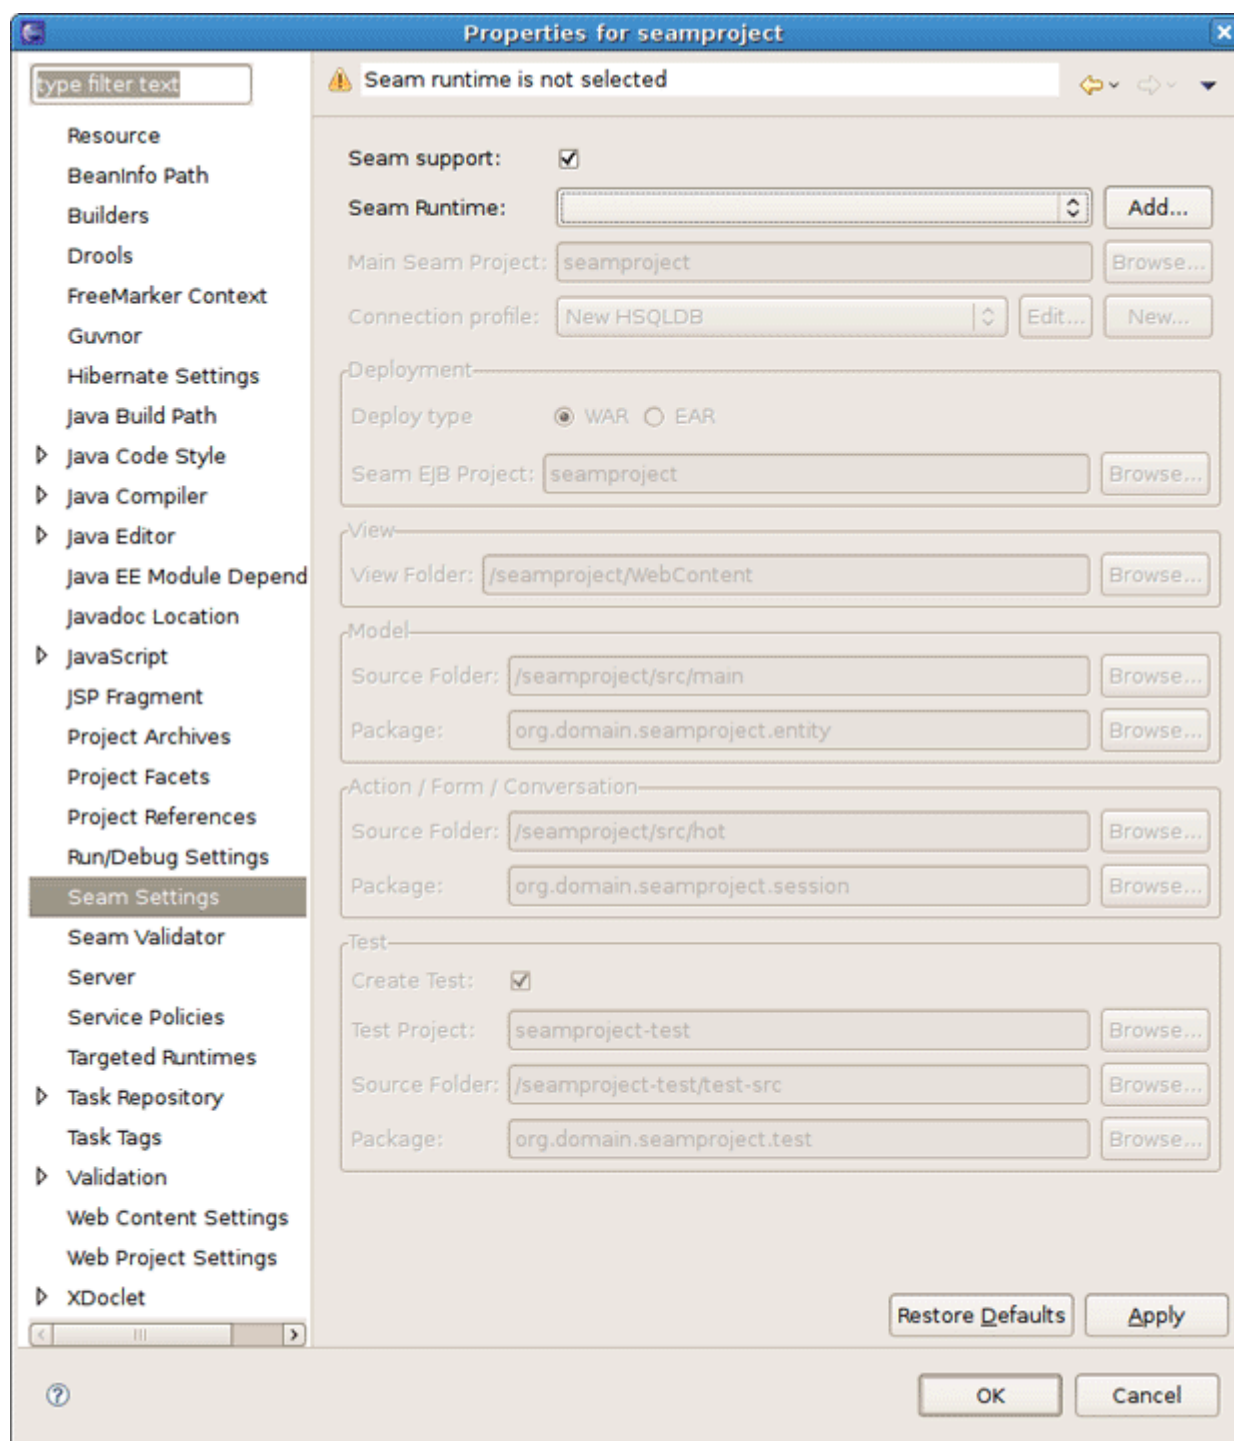 Properties for seamproject
type filter text
Seam runtime is not selected
Resource
BeanInfo Path
Builders
Drools
FreeMarker Context
Guvnor
Hibernate Settings
Java Build Path
Java Code Style
Java Compiler
Java Editor
Java EE Module Depend
Javadoc Location
JavaScript
JSP Fragment
Project Archives
Project Facets
Project References
Run/Debug Settings
Seam Settings
Seam Validator
Server
Service Policies
Targeted Runtimes
Task Repository
Task Tags
Validation
Web Content Settings
Web Project Settings
XDoclet
Seam support:
Seam Runtime: Add...
Main Seam Project: seamproject Browse...
Connection profile: New HSQLDB Edit... New...
Deployment
Deploy type WAR EAR
Seam EJB Project: seamproject Browse...
View
View Folder: /seamproject/WebContent Browse...
Model
Source Folder: /seamproject/src/main Browse...
Package: org.domain.seamproject.entity Browse...
Action / Form / Conversation
Source Folder: /seamproject/src/hot Browse...
Package: org.domain.seamproject.session Browse...
Test
Create Test:
Test Project: seamproject-test Browse...
Source Folder: /seamproject-test/test-src Browse...
Package: org.domain.seamproject.test Browse...
Restore Defaults Apply
OK Cancel